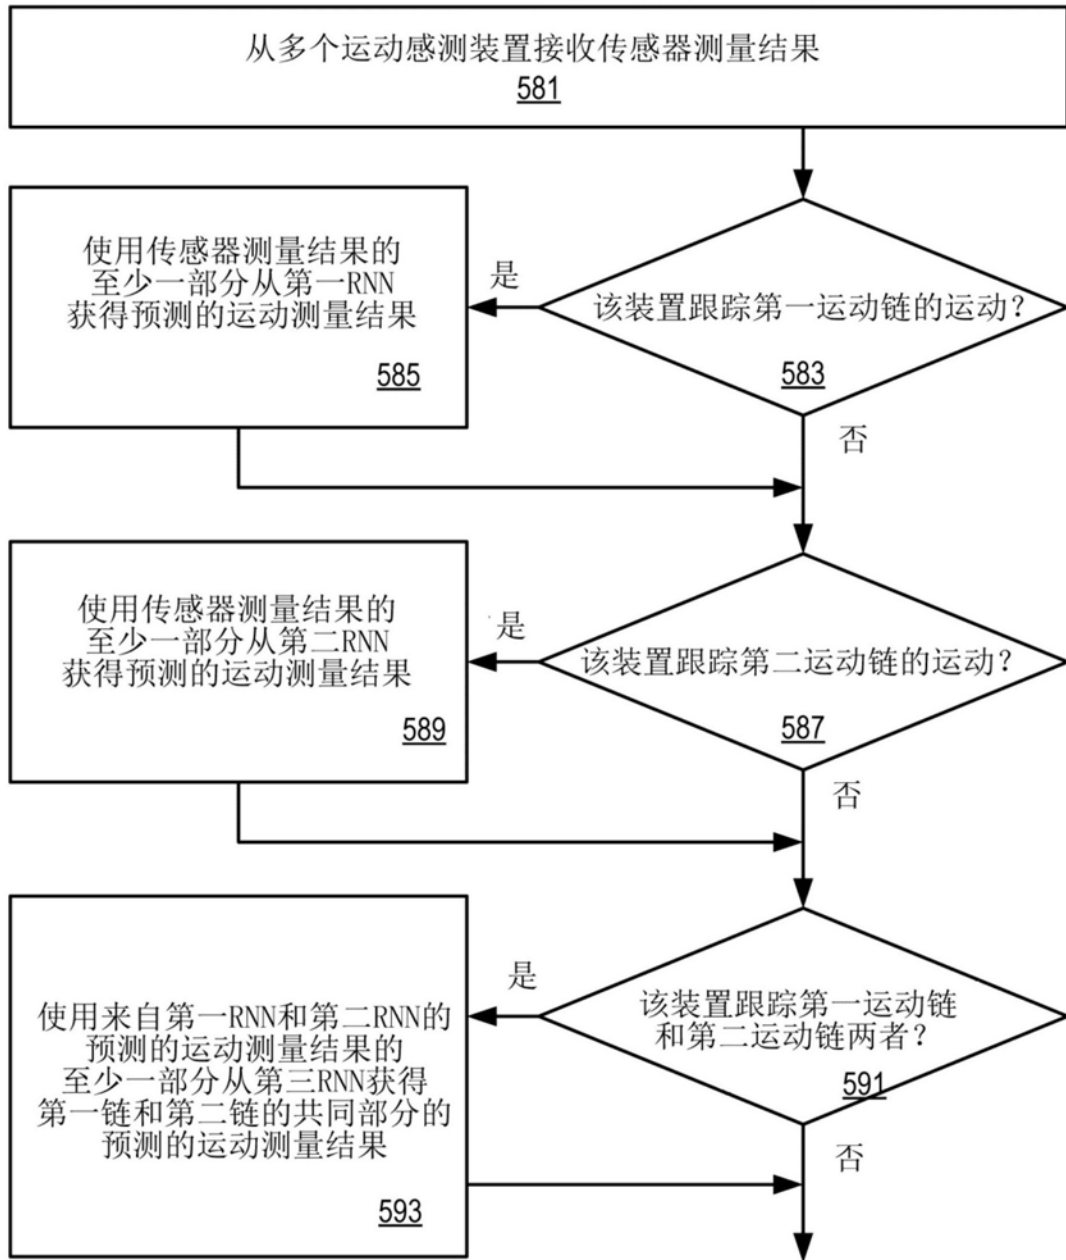 从多个运动感测装置接收传感器测量结果
581
使用传感器测量结果的
至少一部分从第一RNN
获得预测的运动测量结果
585
是
该装置跟踪第一运动链的运动？
583
否
使用传感器测量结果的
至少一部分从第二RNN
获得预测的运动测量结果
589
是
该装置跟踪第二运动链的运动？
587
否
使用来自第一RNN和第二RNN的
预测的运动测量结果的
至少一部分从第三RNN获得
第一链和第二链的共同部分的
预测的运动测量结果
593
是
该装置跟踪第一运动链
和第二运动链两者？
591
否